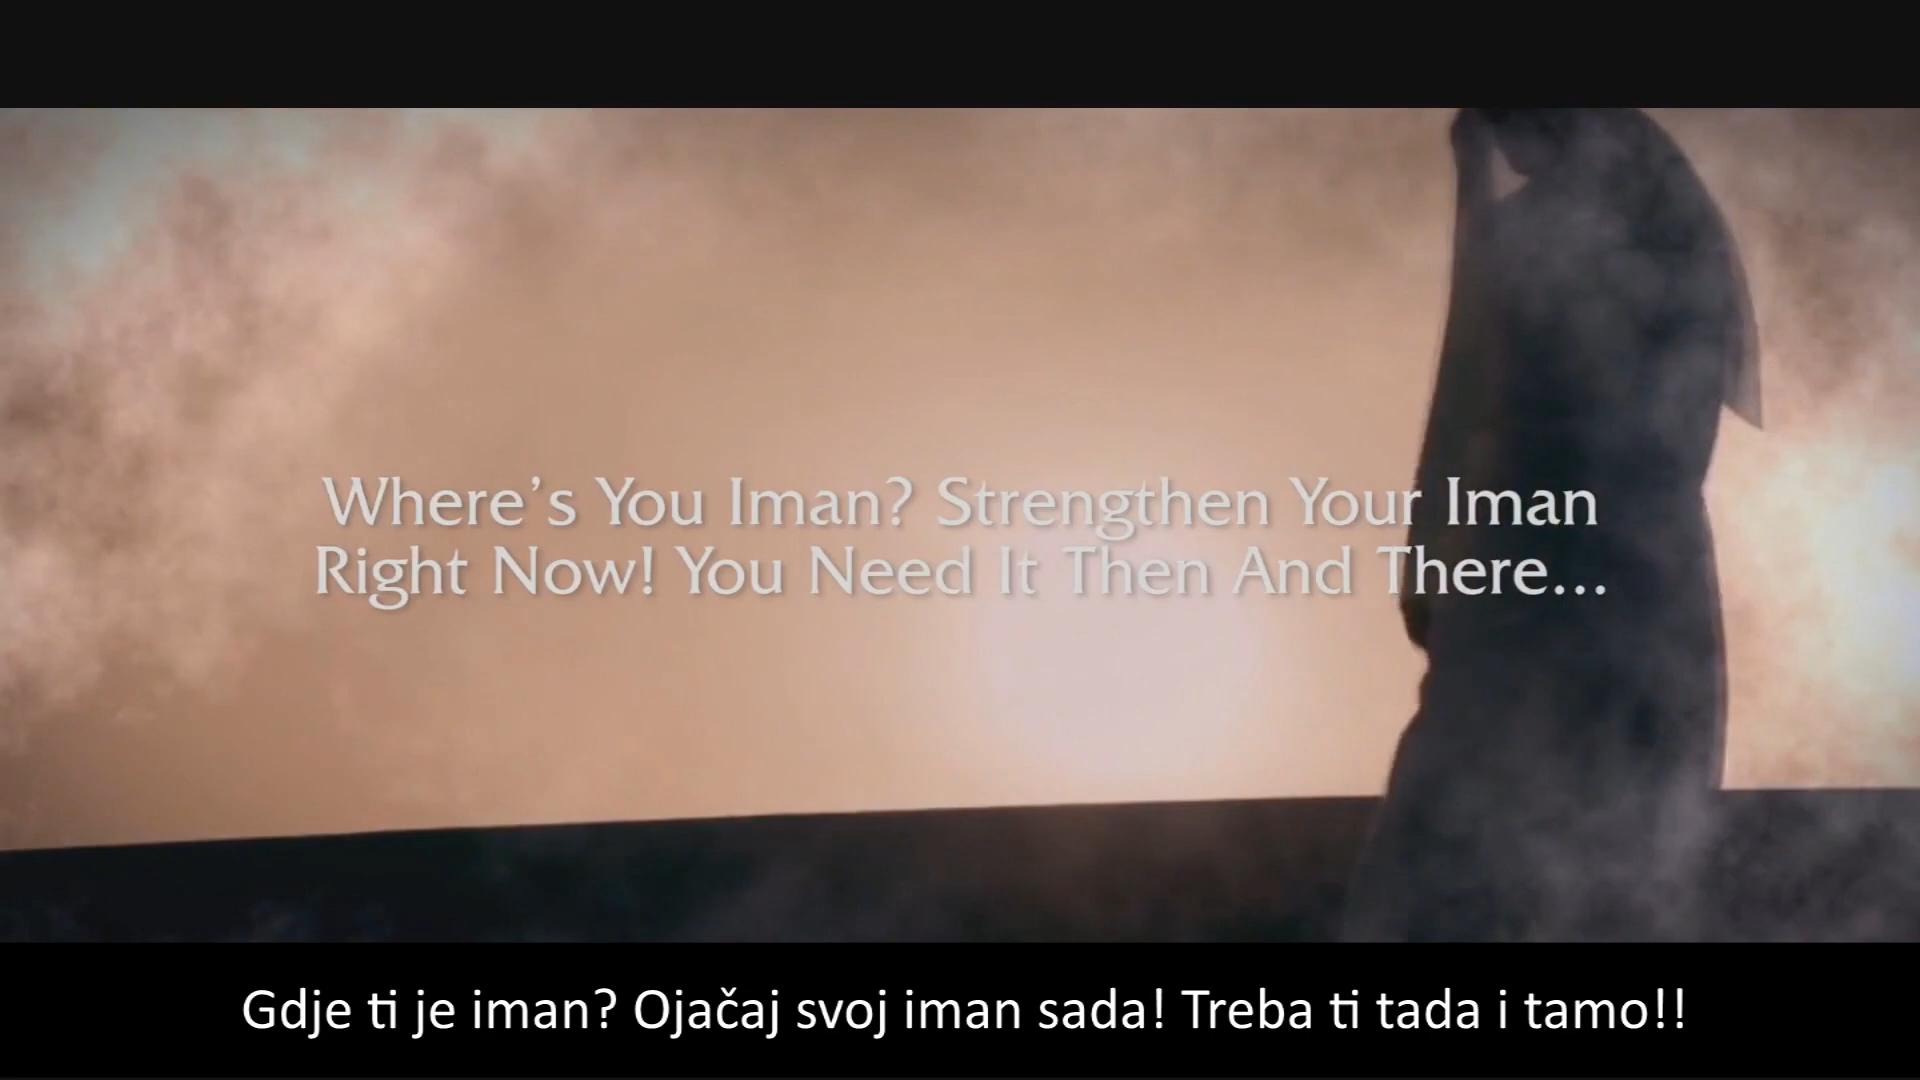 Where's You Iman? Strengthen Your Iman
Right Now! You Need It Then And There...
Gdje ti je iman? Ojačaj svoj iman sada! Treba ti tada i tamo!!